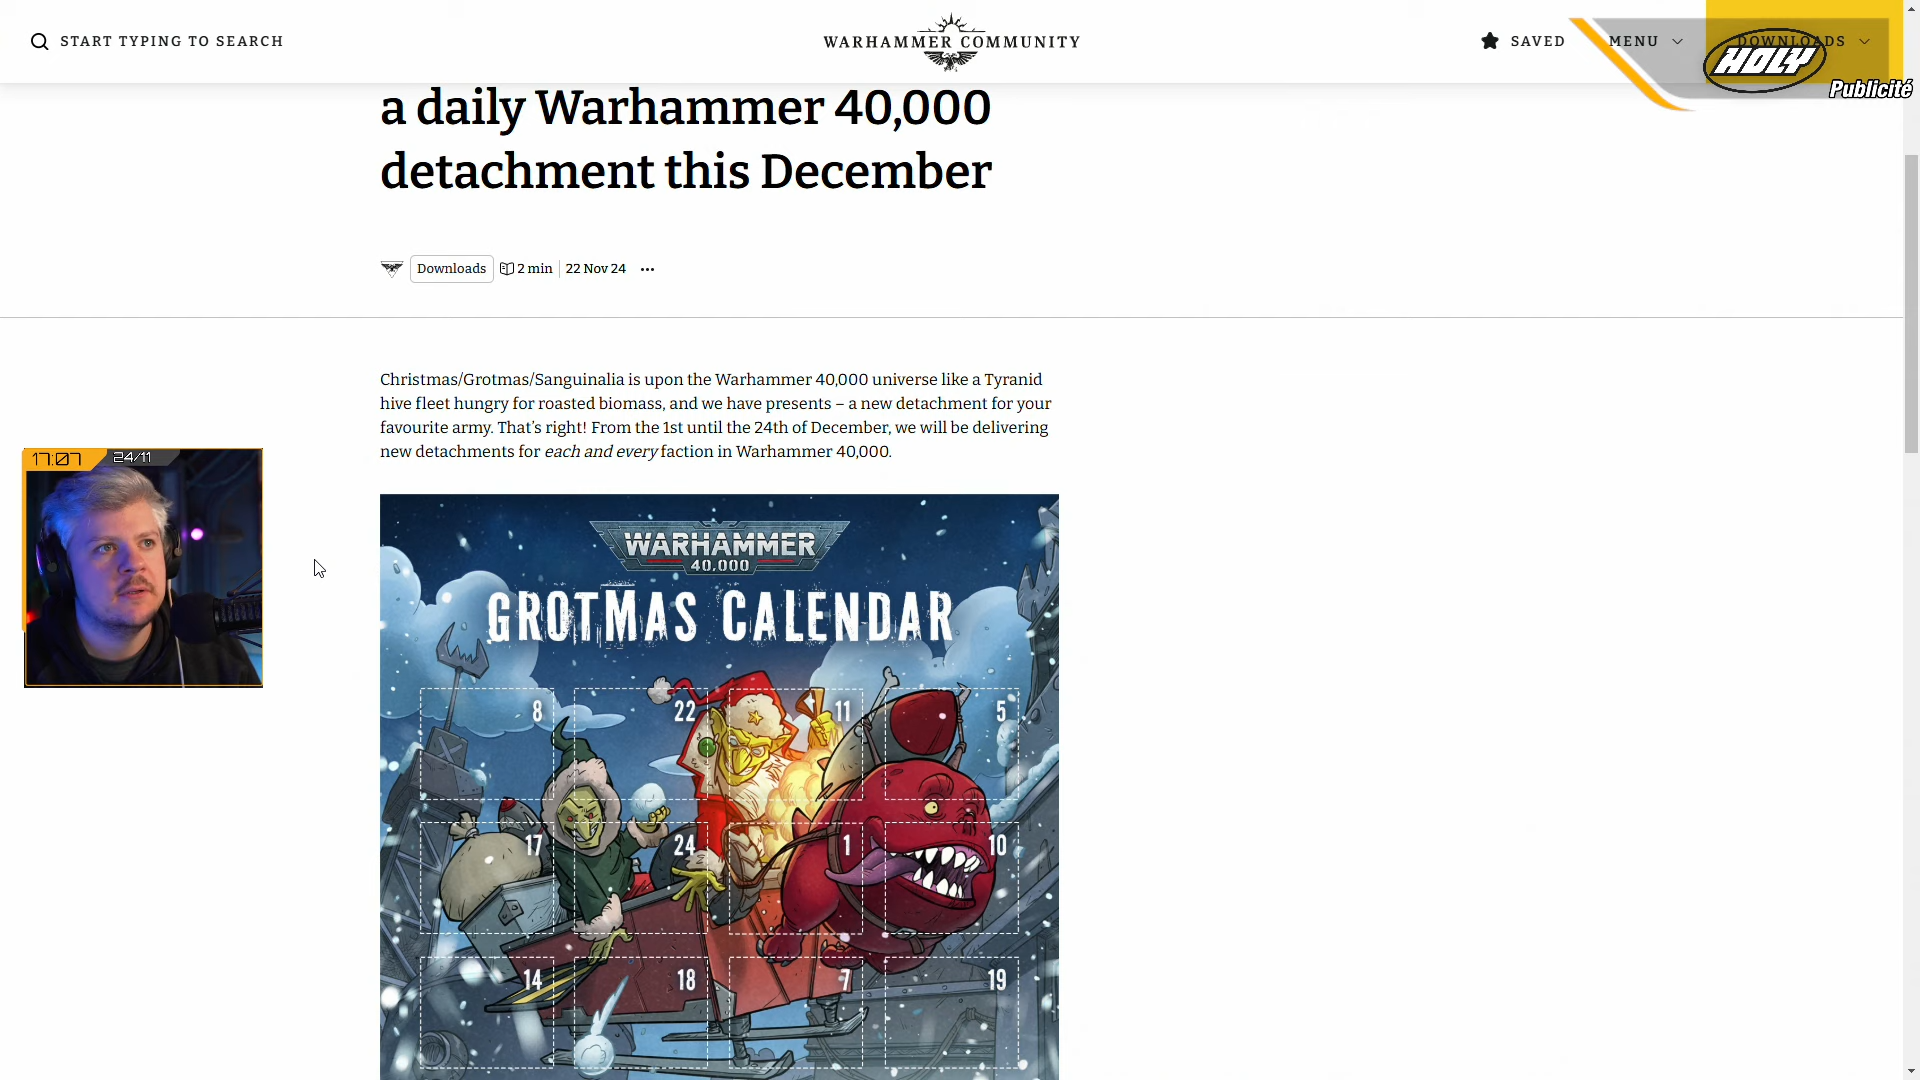 START TYPING TO SEARCH
WARHAMMER COMMUNITY
SAVED
MENU
DOWNLOADS
HOLY
Publicité
a daily Warhammer 40,000
detachment this December
Downloads
2 min
22 Nov 24
Christmas/Grotmas/Sanguinalia is upon the Warhammer 40,000 universe like a Tyranid
hive fleet hungry for roasted biomass, and we have presents – a new detachment for your
favourite army. That's right! From the 1st until the 24th of December, we will be delivering
new detachments for each and every faction in Warhammer 40,000.
17:07
24/11
WARHAMMER
40,000
GROTMAS CALENDAR
8
22
11
5
17
24
1
10
14
18
7
19